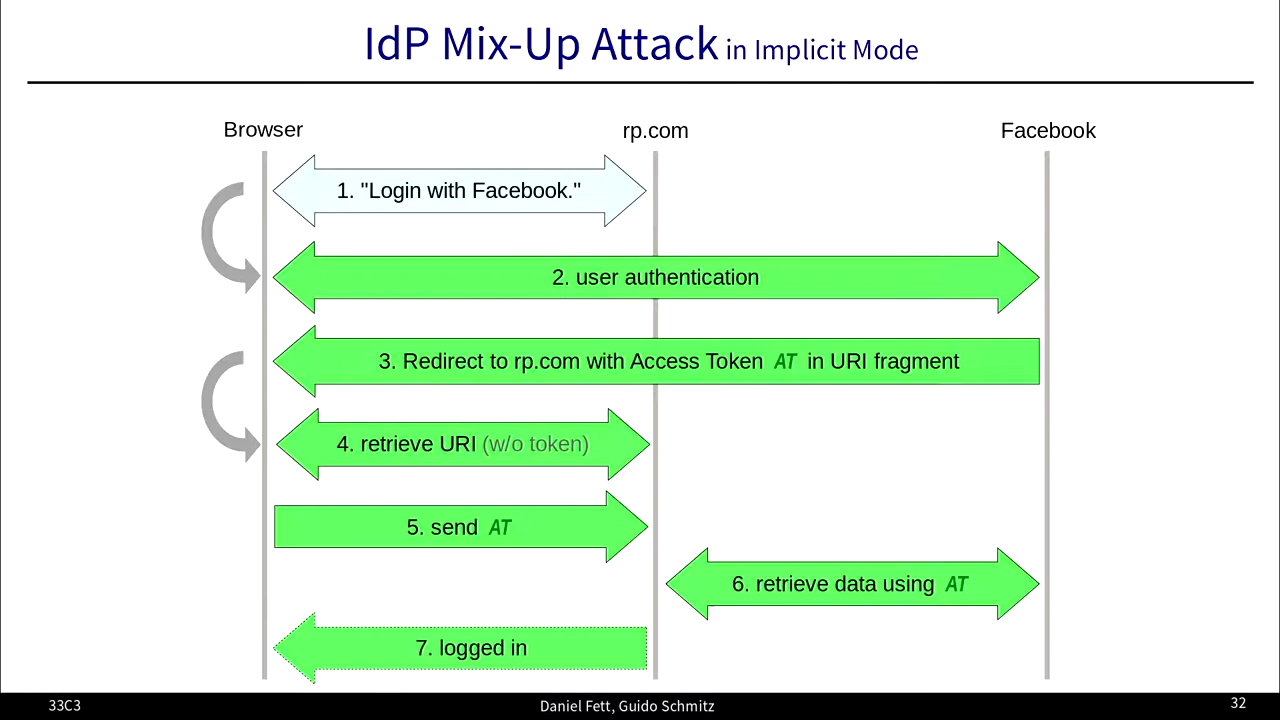 IdP Mix-Up Attack in Implicit Mode
Browser
rp.com
Facebook
1. "Login with Facebook."
2. user authentication
3. Redirect to rp.com with Access Token AT in URI fragment
4. retrieve URI (w/o token)
5. send AT
6. retrieve data using AT
7. logged in
33C3
Daniel Fett, Guido Schmitz
32